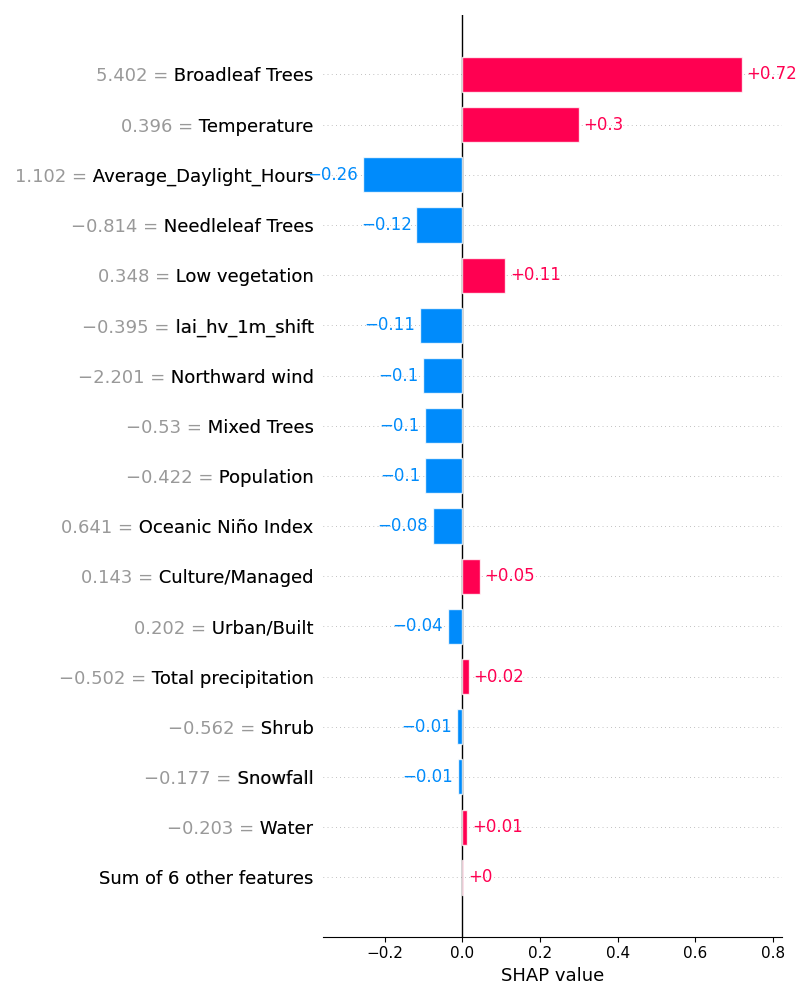 5.402 = Broadleaf Trees +0.72
0.396 = Temperature +0.3
1.102 = Average_Daylight_Hours −0.26
−0.814 = Needleleaf Trees −0.12
0.348 = Low vegetation +0.11
−0.395 = lai_hv_1m_shift −0.11
−2.201 = Northward wind −0.1
−0.53 = Mixed Trees −0.1
−0.422 = Population −0.1
0.641 = Oceanic Niño Index −0.08
0.143 = Culture/Managed +0.05
0.202 = Urban/Built −0.04
−0.502 = Total precipitation +0.02
−0.562 = Shrub −0.01
−0.177 = Snowfall −0.01
−0.203 = Water +0.01
Sum of 6 other features +0
−0.2 0.0 0.2 0.4 0.6 0.8
SHAP value